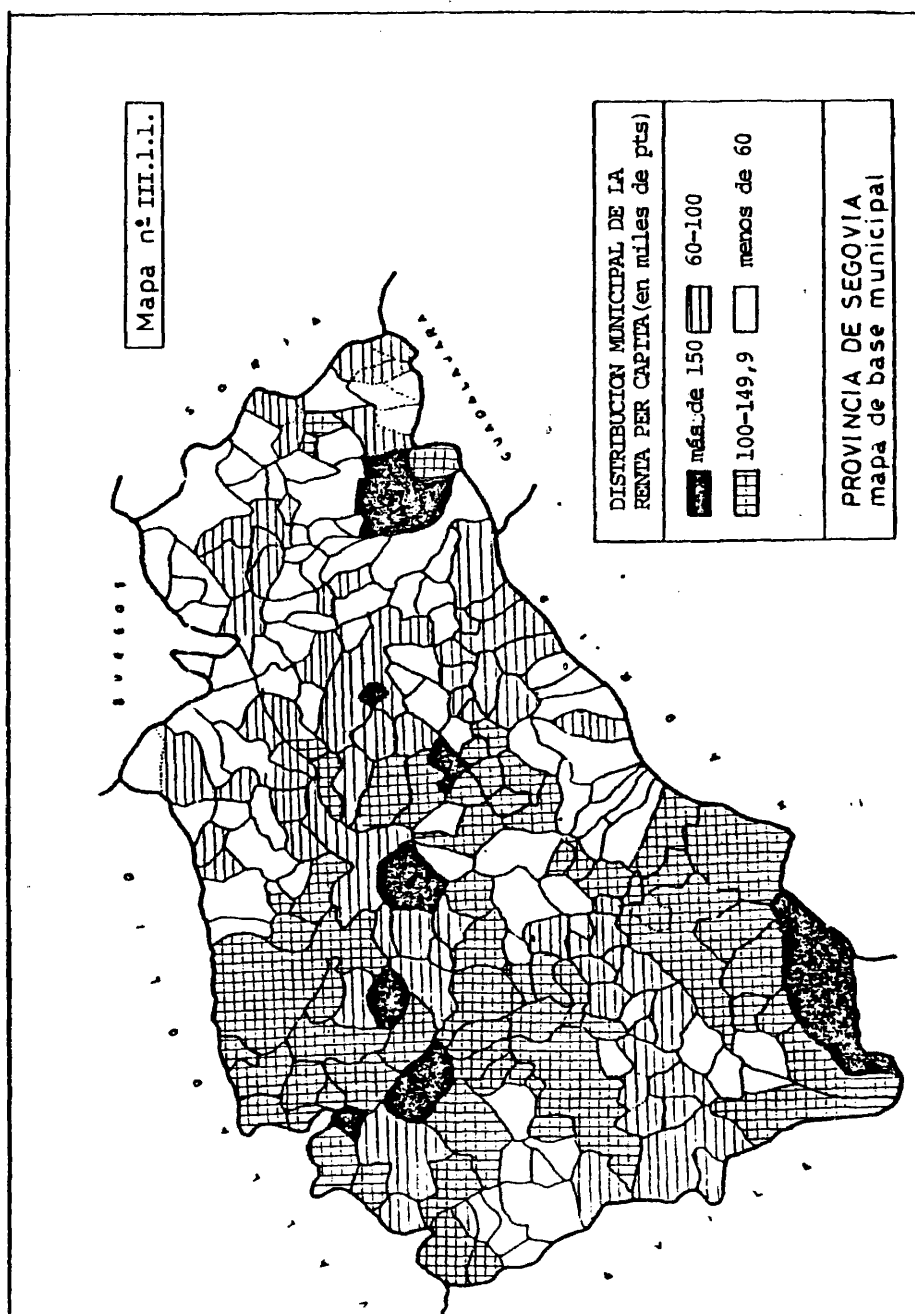 Mapa nº III.1.1.
BURGOS
SORIA
GUADALAJARA
DISTRIBUCION MUNICIPAL DE LA
RENTA PER CAPITA (en miles de pts)
más de 150
60-100
100-149,9
menos de 60
PROVINCIA DE SEGOVIA
mapa de base municipal